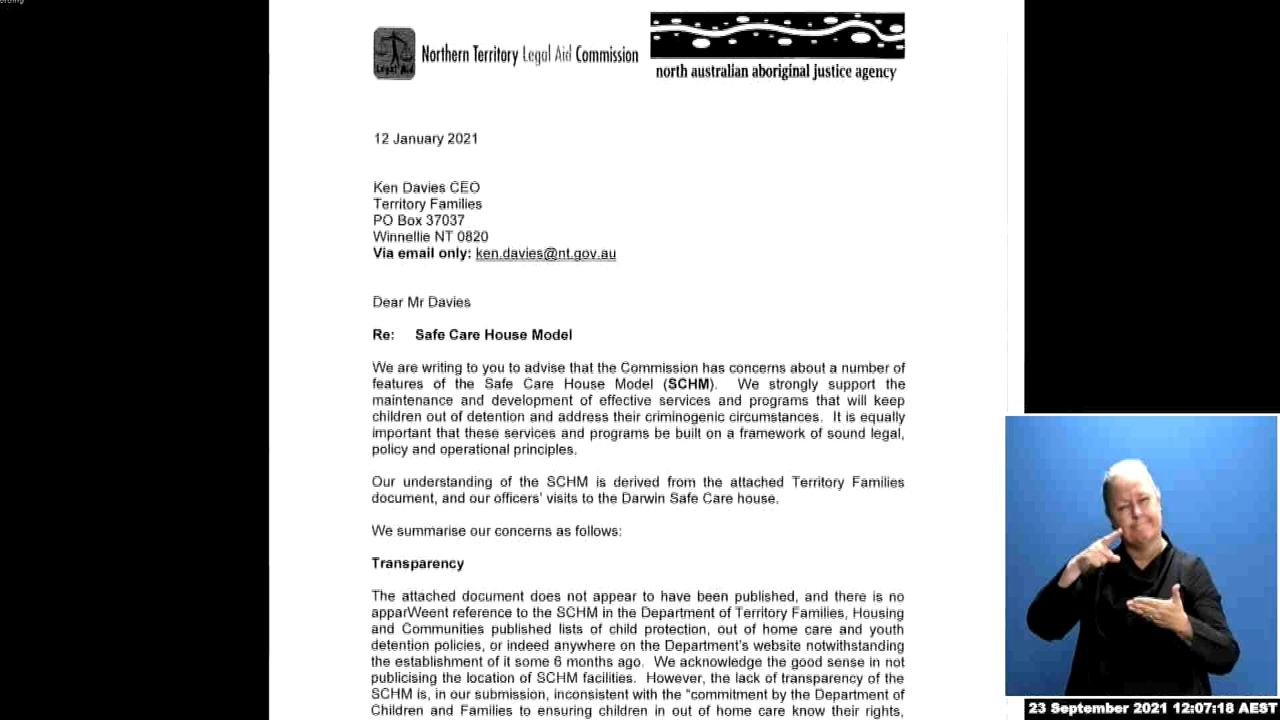 Northern Territory Legal Aid Commission
Legal Aid
north australian aboriginal justice agency
12 January 2021
Ken Davies CEO
Territory Families
PO Box 37037
Winnellie NT 0820
Via email only: ken.davies@nt.gov.au
Dear Mr Davies
Re: Safe Care House Model
We are writing to you to advise that the Commission has concerns about a number of
features of the Safe Care House Model (SCHM). We strongly support the
maintenance and development of effective services and programs that will keep
children out of detention and address their criminogenic circumstances. It is equally
important that these services and programs be built on a framework of sound legal,
policy and operational principles.
Our understanding of the SCHM is derived from the attached Territory Families
document, and our officers' visits to the Darwin Safe Care house.
We summarise our concerns as follows:
Transparency
The attached document does not appear to have been published, and there is no
apparWeent reference to the SCHM in the Department of Territory Families, Housing
and Communities published lists of child protection, out of home care and youth
detention policies, or indeed anywhere on the Department's website notwithstanding
the establishment of it some 6 months ago. We acknowledge the good sense in not
publicising the location of SCHM facilities. However, the lack of transparency of the
SCHM is, in our submission, inconsistent with the "commitment by the Department of
Children and Families to ensuring children in out of home care know their rights,
23 September 2021 12:07:18 AEST